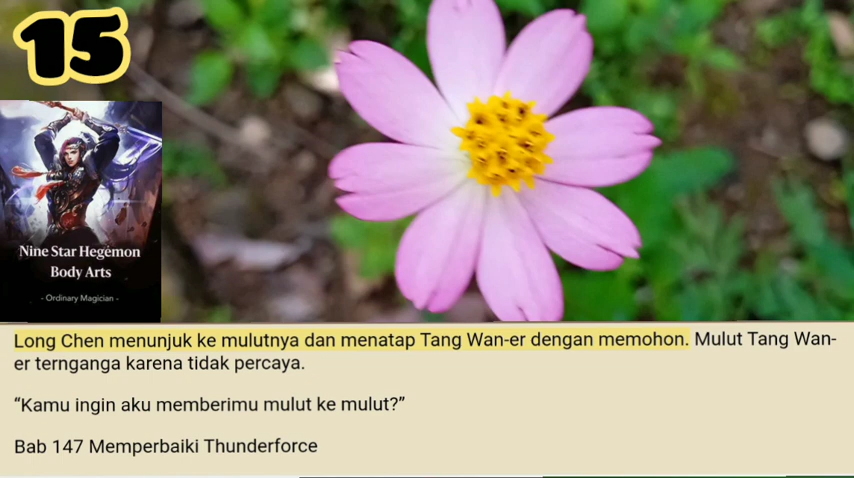 15
Nine Star Hegemon
Body Arts
- Ordinary Magician -
Long Chen menunjuk ke mulutnya dan menatap Tang Wan-er dengan memohon. Mulut Tang Wan-
er ternganga karena tidak percaya.
“Kamu ingin aku memberimu mulut ke mulut?”
Bab 147 Memperbaiki Thunderforce